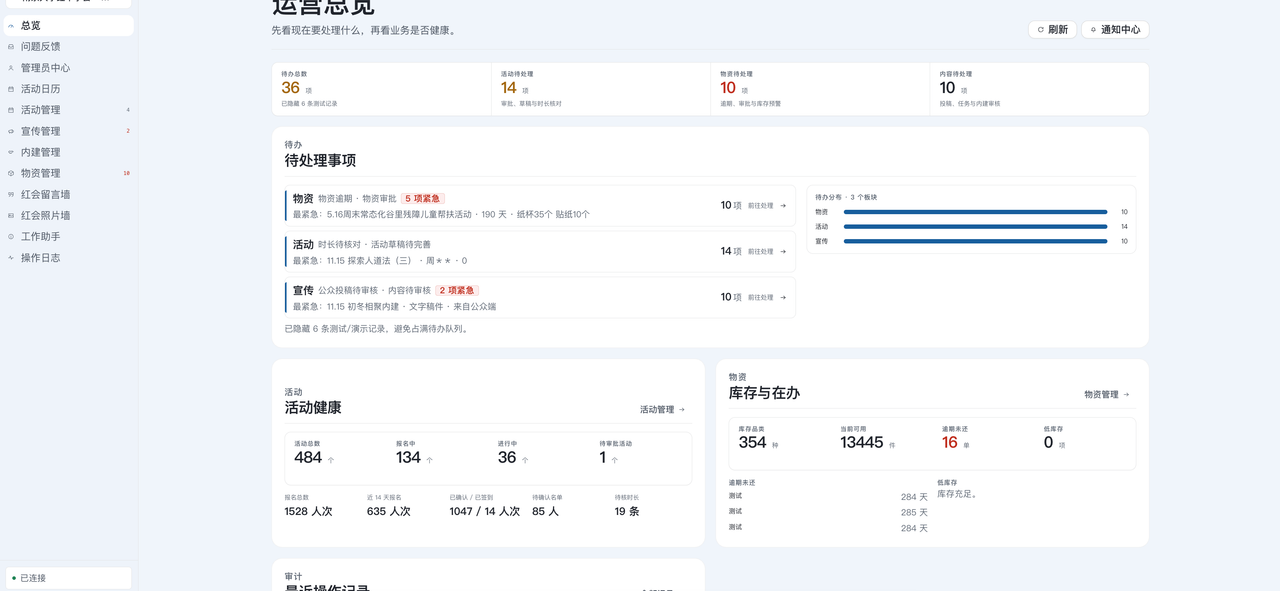 总览
问题反馈
管理员中心
活动日历
活动管理 4
宣传管理 2
内建管理
物资管理 10
红会留言墙
红会照片墙
工作助手
操作日志
已连接
运营总览
先看现在要处理什么，再看业务是否健康。
刷新
通知中心
待办总数
36 项
已隐藏 6 条测试记录
活动待处理
14 项
审批、草稿与时长核对
物资待处理
10 项
逾期、审批与库存预警
内容待处理
10 项
投稿、任务与内建审核
待办
待处理事项
物资 物资逾期 · 物资审批 5 项紧急
最紧急：5.16周末常态化谷里残障儿童帮扶活动 · 190 天 · 纸杯35个 贴纸10个
10 项 前往处理 →
活动 时长待核对 · 活动草稿待完善
最紧急：11.15 探索人道法（三） · 周＊＊ · 0
14 项 前往处理 →
宣传 公众投稿待审核 · 内容待审核 2 项紧急
最紧急：11.15 初冬相聚内建 · 文字稿件 · 来自公众端
10 项 前往处理 →
已隐藏 6 条测试/演示记录，避免占满待办队列。
待办分布 · 3 个板块
物资 10
活动 14
宣传 10
活动
活动健康
活动管理 →
活动总数
484 个
报名中
134 个
进行中
36 个
待审批活动
1 个
报名总数
1528 人次
近 14 天报名
635 人次
已确认 / 已签到
1047 / 14 人次
待确认名单
85 人
待核时长
19 条
物资
库存与在办
物资管理 →
库存品类
354 种
当前可用
13445 件
逾期未还
16 单
低库存
0 项
逾期未还
测试 284 天
测试 285 天
测试 284 天
低库存
库存充足。
审计
最近操作记录